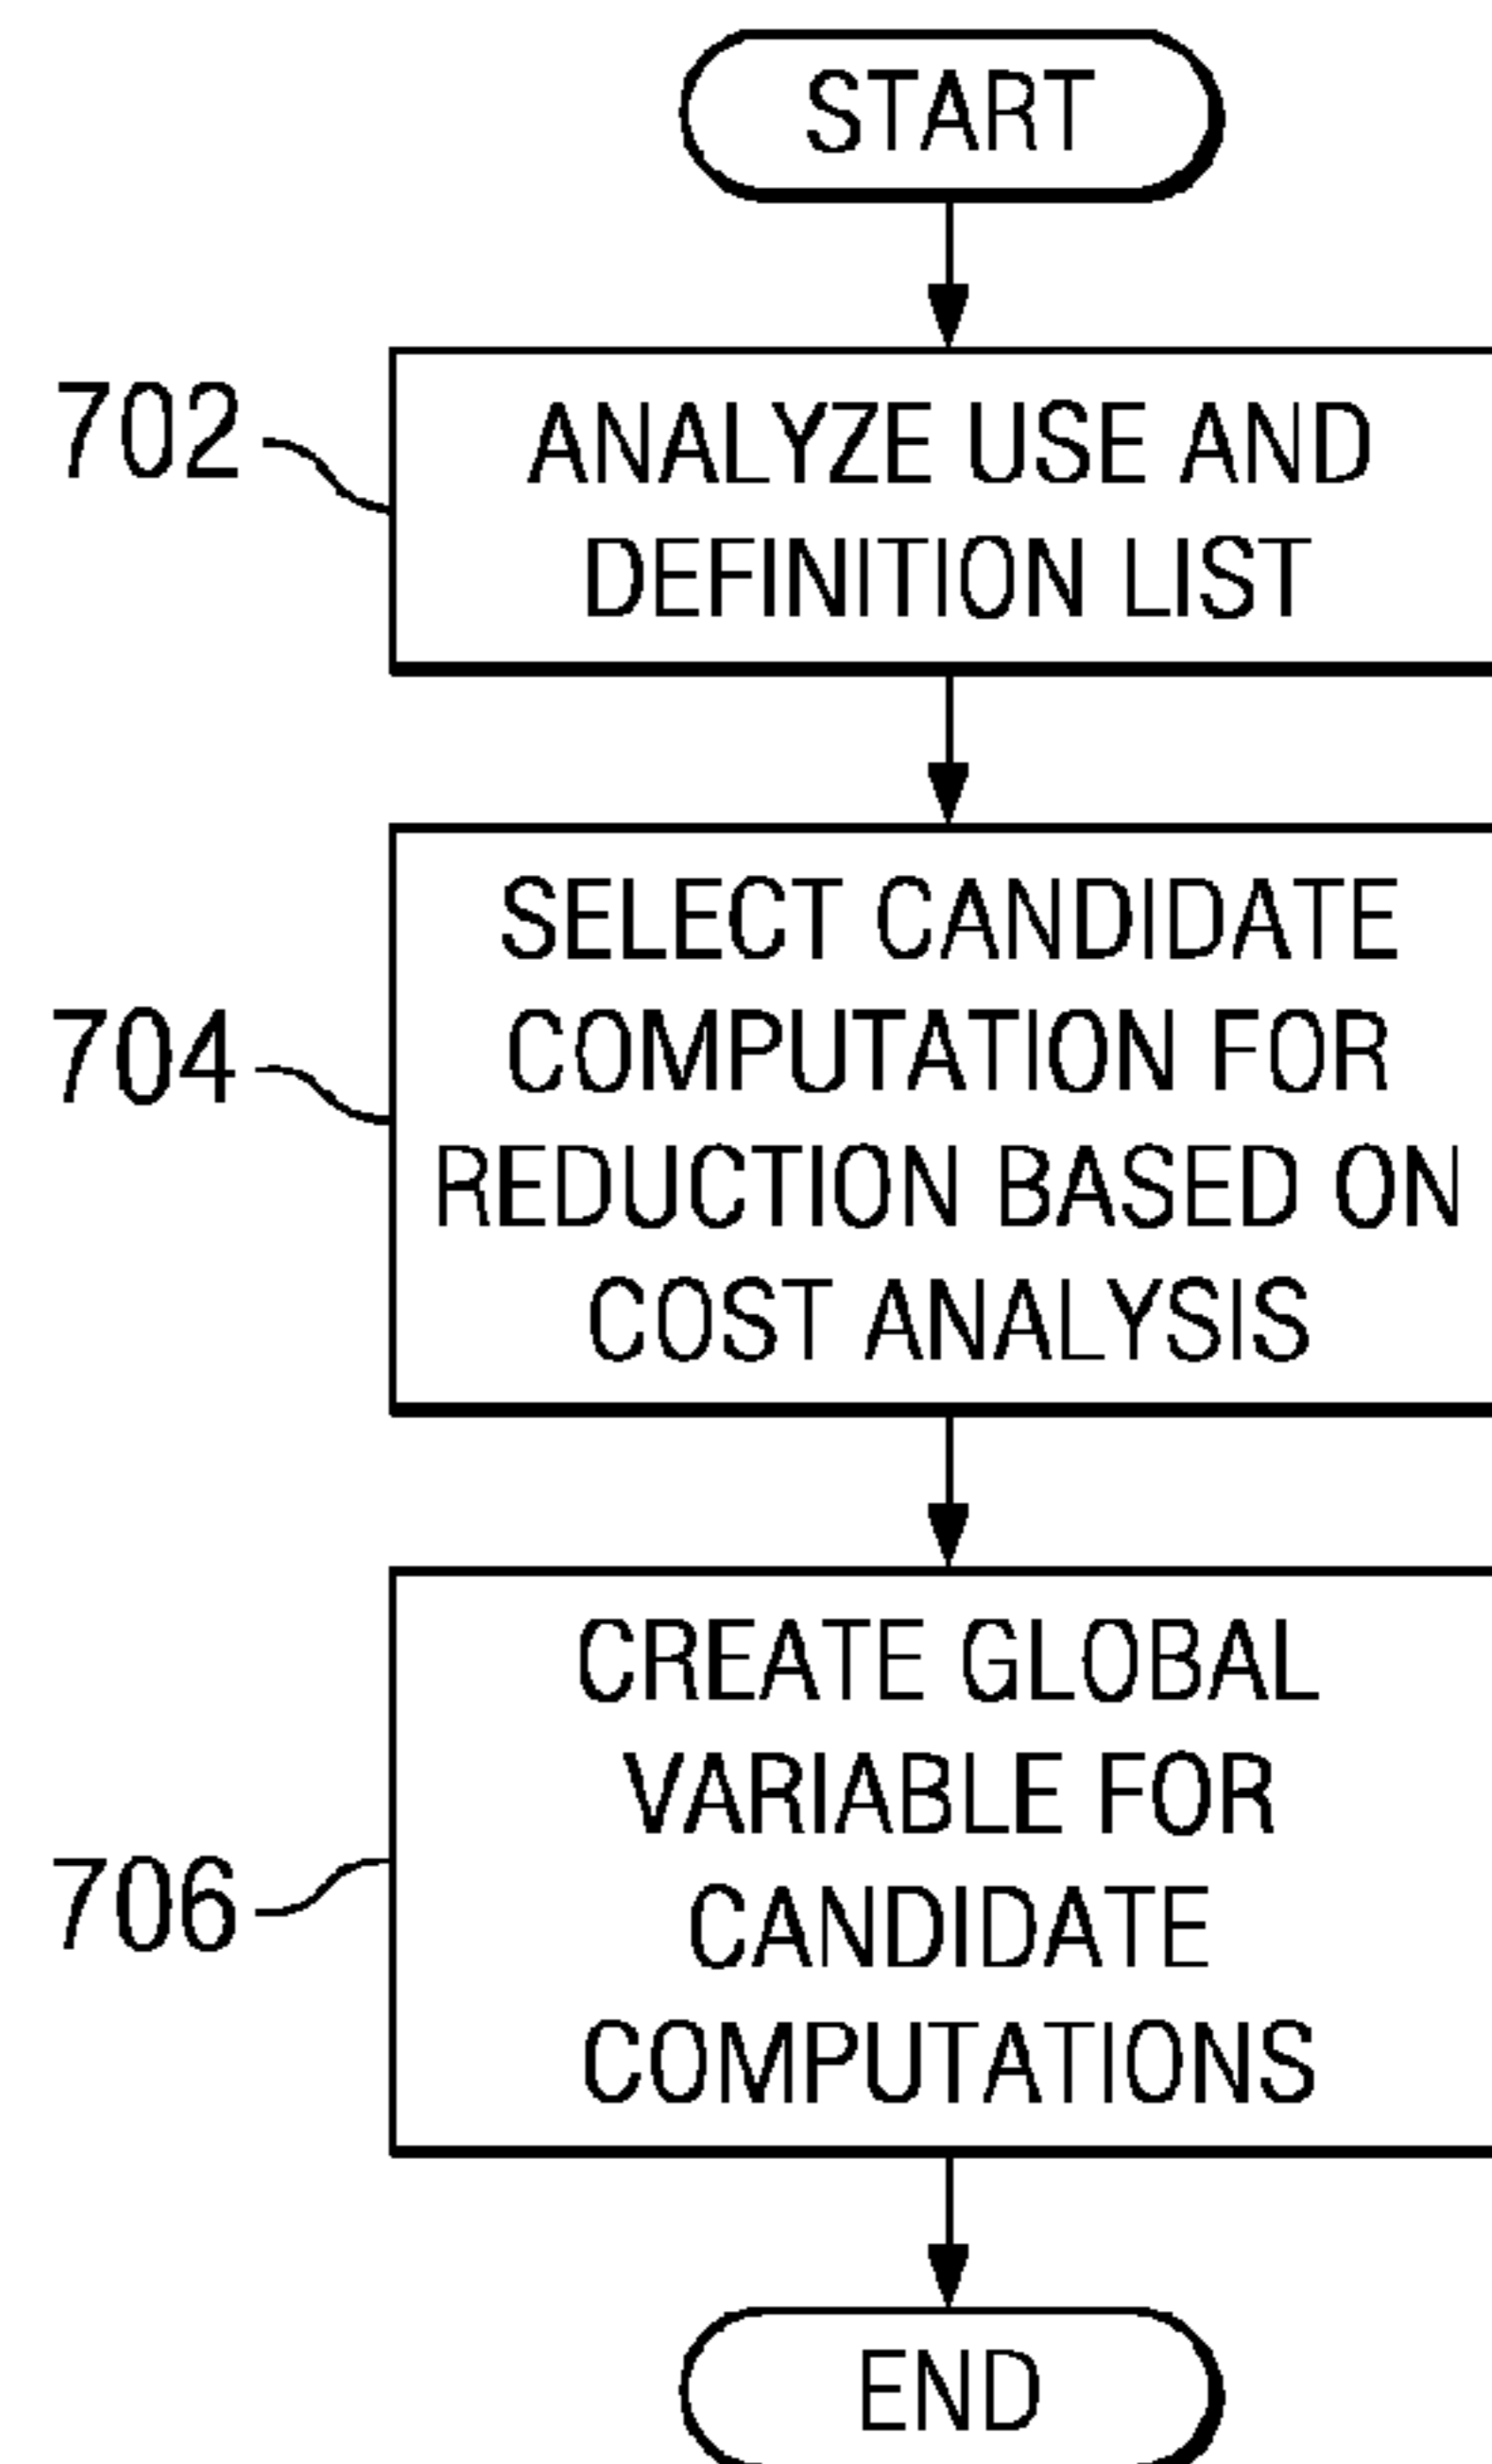 START
702
ANALYZE USE AND
DEFINITION LIST
704
SELECT CANDIDATE
COMPUTATION FOR
REDUCTION BASED ON
COST ANALYSIS
706
CREATE GLOBAL
VARIABLE FOR
CANDIDATE
COMPUTATIONS
END